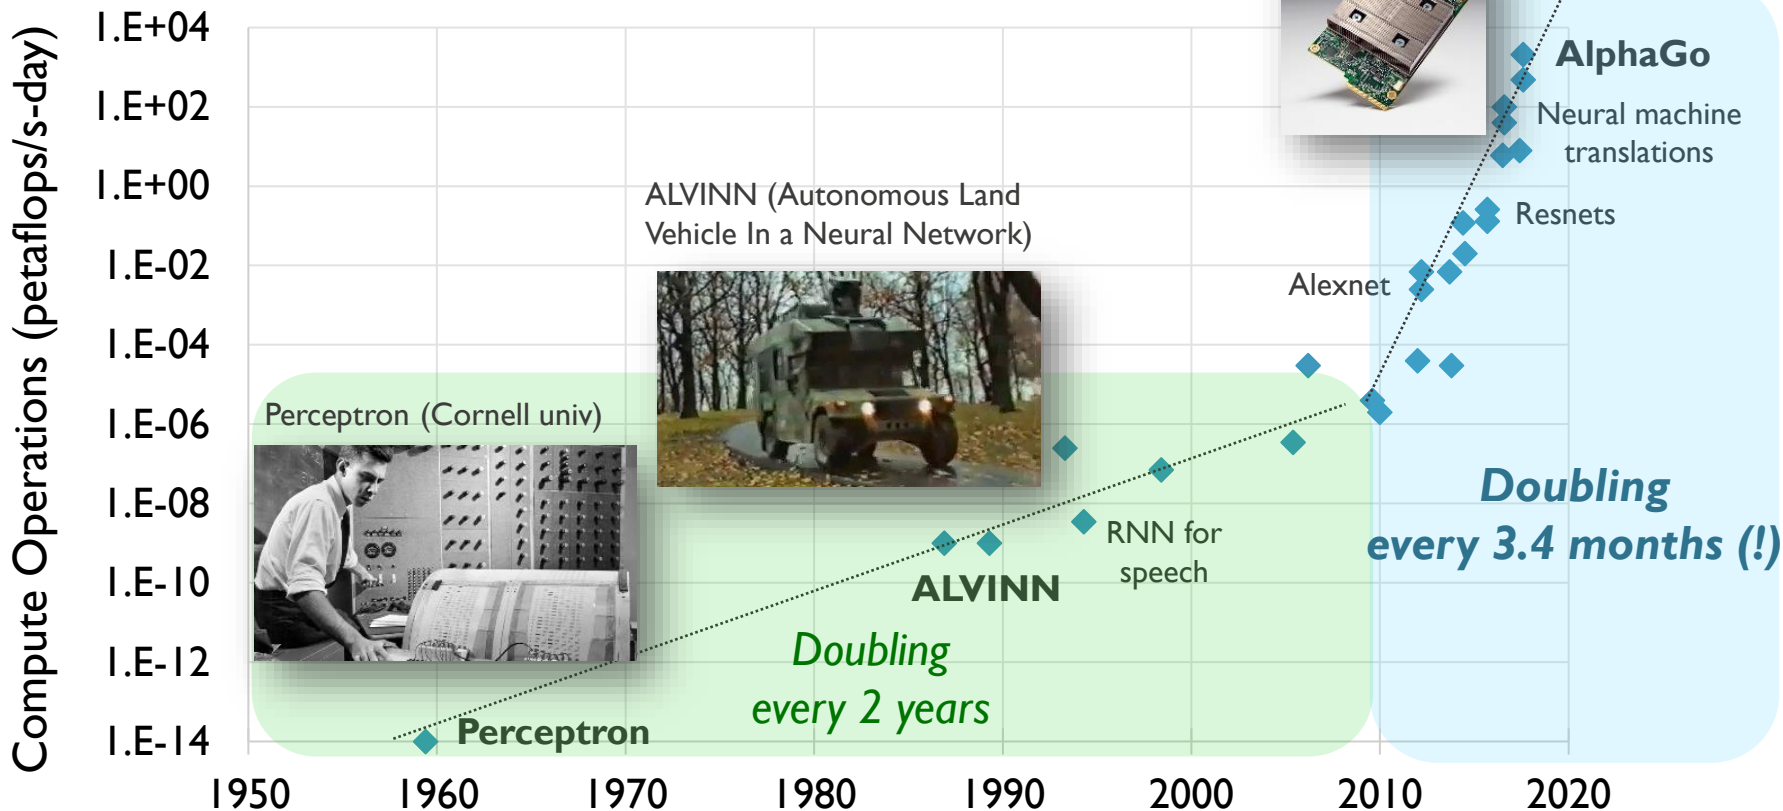 Compute Operations (petaflops/s-day)
1.E+04
1.E+02
1.E+00
1.E-02
1.E-04
1.E-06
1.E-08
1.E-10
1.E-12
1.E-14
1950
1960
1970
1980
1990
2000
2010
2020
Perceptron (Cornell univ)
Perceptron
ALVINN (Autonomous Land
Vehicle In a Neural Network)
ALVINN
RNN for
speech
Doubling
every 2 years
Alexnet
AlphaGo
Neural machine
translations
Resnets
Doubling
every 3.4 months (!)